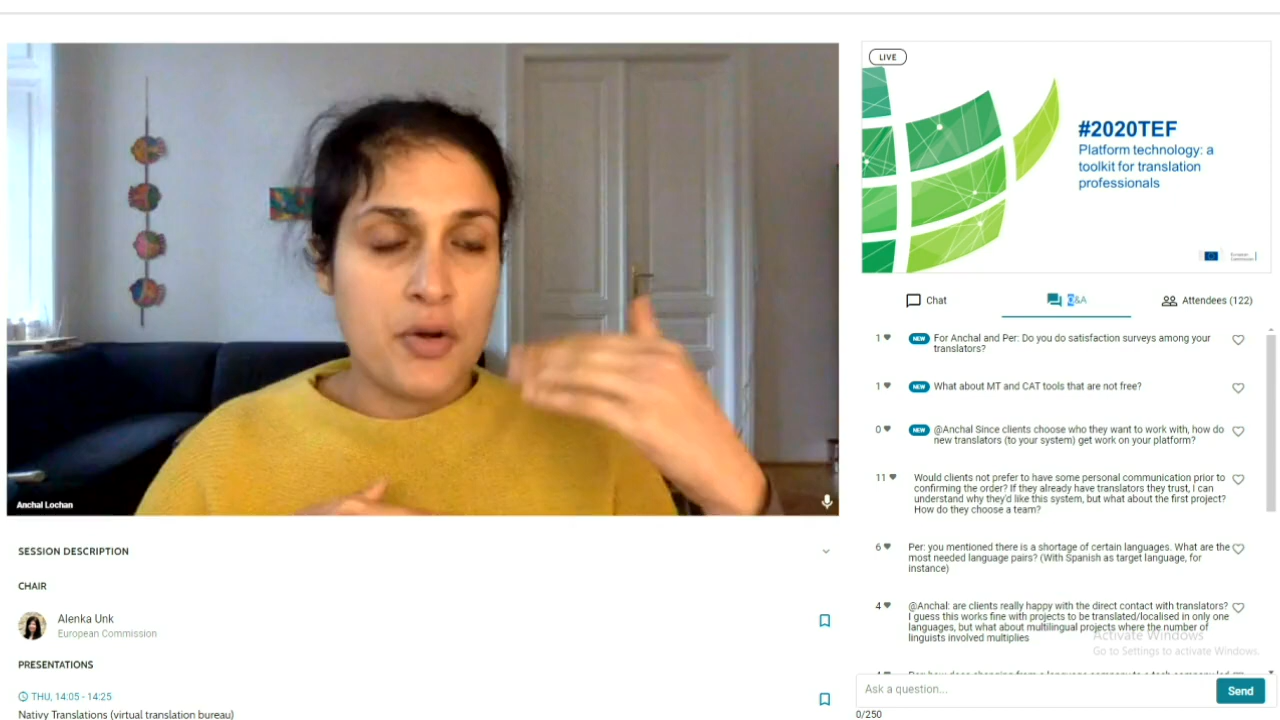 Anchal Lochan
SESSION DESCRIPTION
CHAIR
Alenka Unk
European Commission
PRESENTATIONS
THU, 14:05 - 14:25
Nativy Translations (virtual translation bureau)
LIVE
#2020TEF
Platform technology: a
toolkit for translation
professionals
European
Commission
Chat
Q&A
Attendees (122)
1
NEW For Anchal and Per: Do you do satisfaction surveys among your
translators?
1
NEW What about MT and CAT tools that are not free?
0
NEW @Anchal Since clients choose who they want to work with, how do
new translators (to your system) get work on your platform?
11
Would clients not prefer to have some personal communication prior to
confirming the order? If they already have translators they trust, I can
understand why they'd like this system, but what about the first project?
How do they choose a team?
6
Per: you mentioned there is a shortage of certain languages. What are the
most needed language pairs? (With Spanish as target language, for
instance)
4
@Anchal: are clients really happy with the direct contact with translators?
I guess this works fine with projects to be translated/localised in only one
languages, but what about multilingual projects where the number of
linguists involved multiplies
Activate Windows
Go to Settings to activate Windows.
Ask a question...
Send
0/250